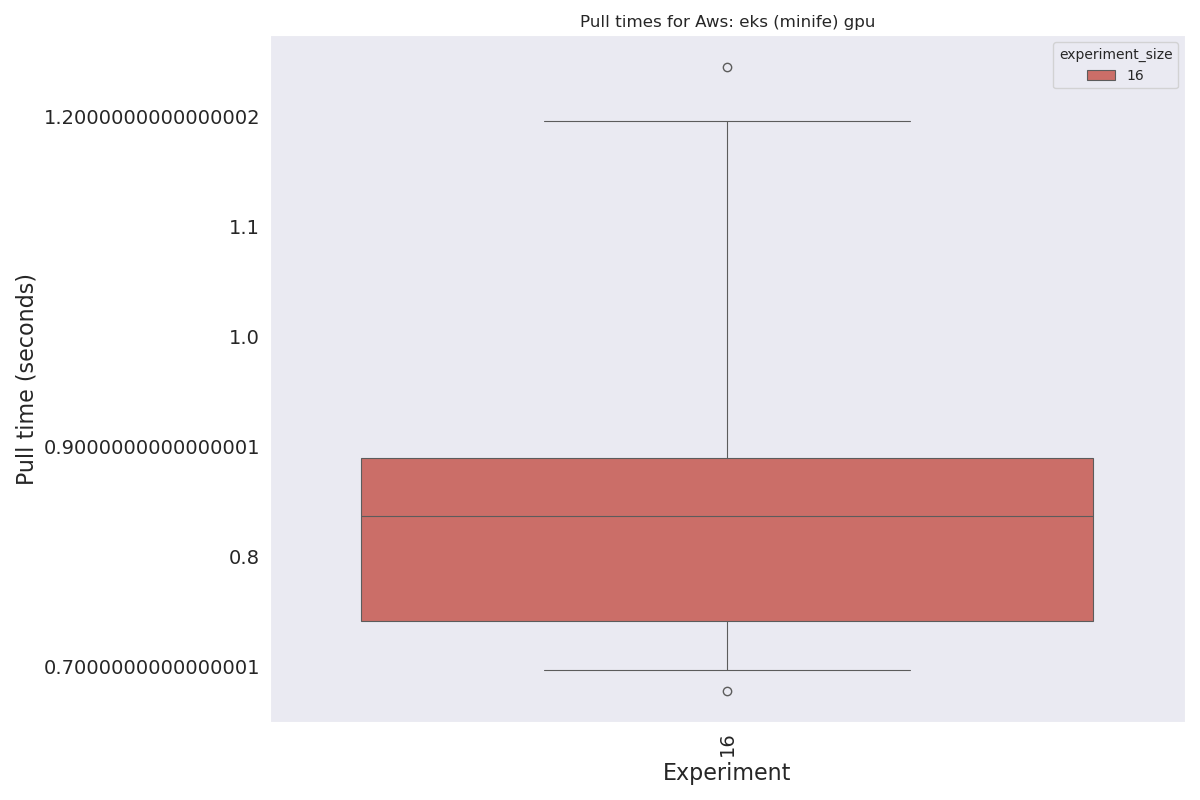 Pull times for Aws: eks (minife) gpu
experiment_size
16
1.2000000000000002
1.1
1.0
0.9000000000000001
0.8
0.7000000000000001
Pull time (seconds)
16
Experiment